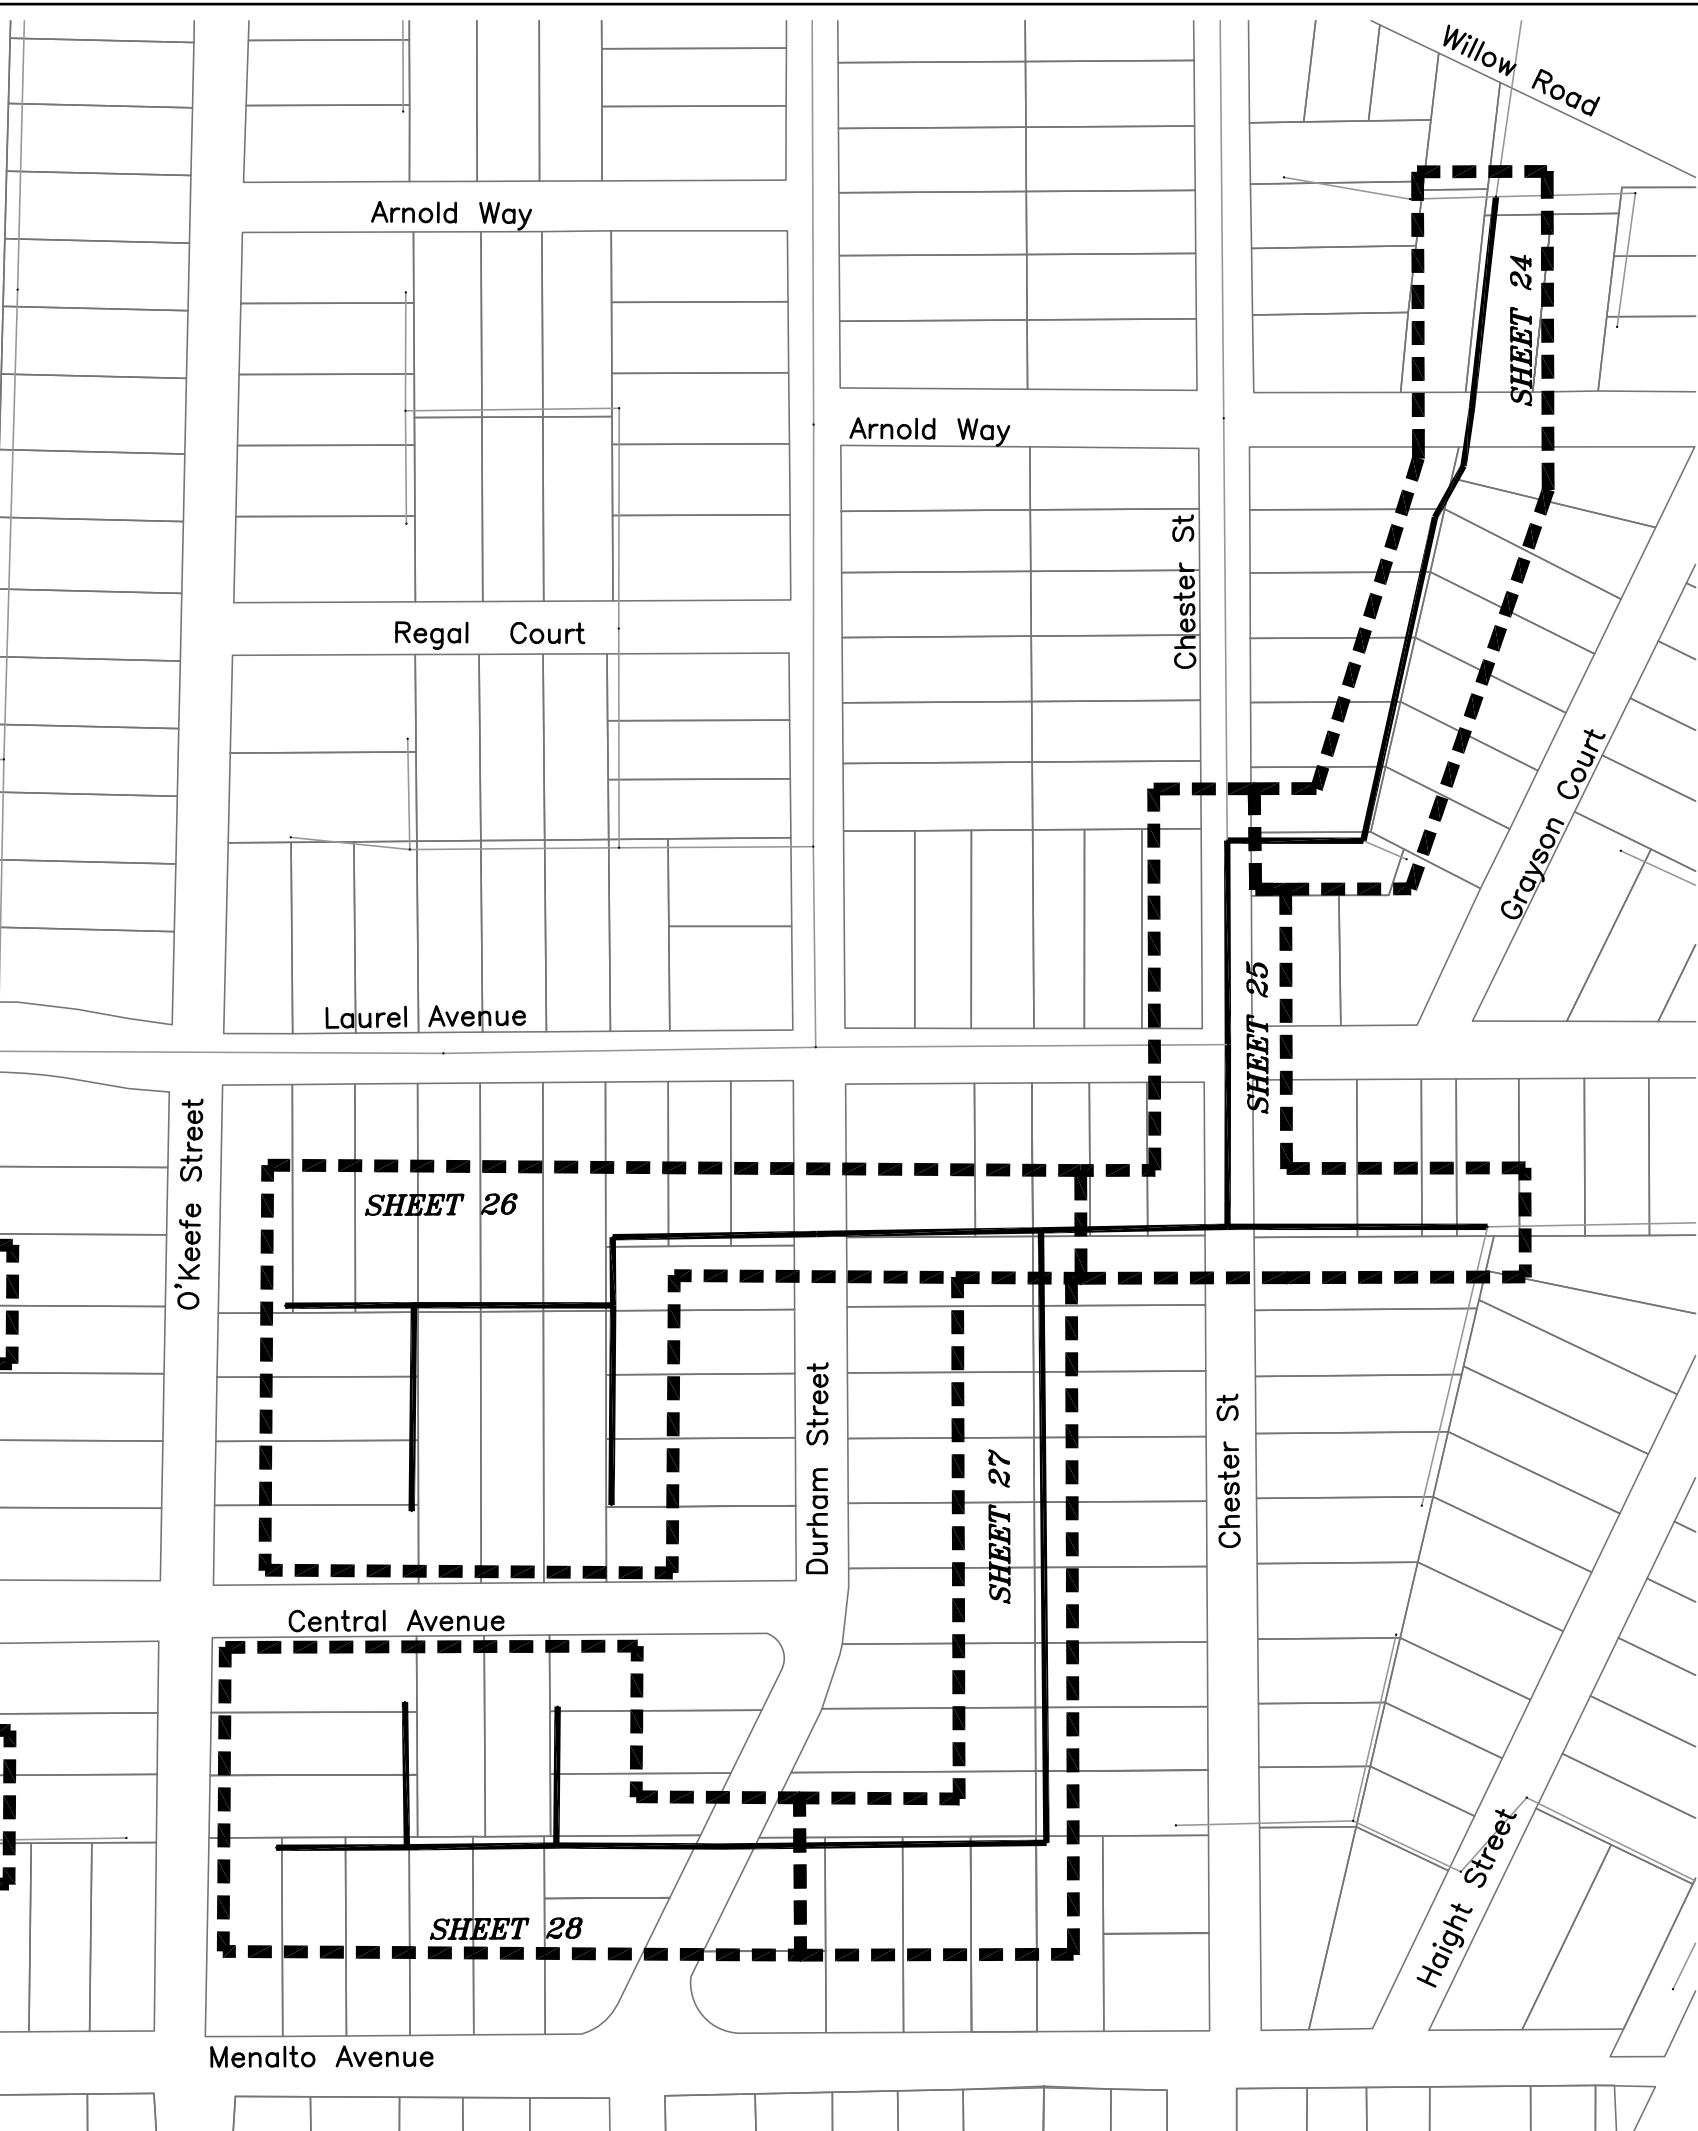 Willow Road
Arnold Way
SHEET 24
Arnold Way
Chester St
Regal Court
Grayson Court
SHEET 25
Laurel Avenue
O'Keefe Street
SHEET 26
Durham Street
SHEET 27
Chester St
Central Avenue
Haight Street
SHEET 28
Menalto Avenue